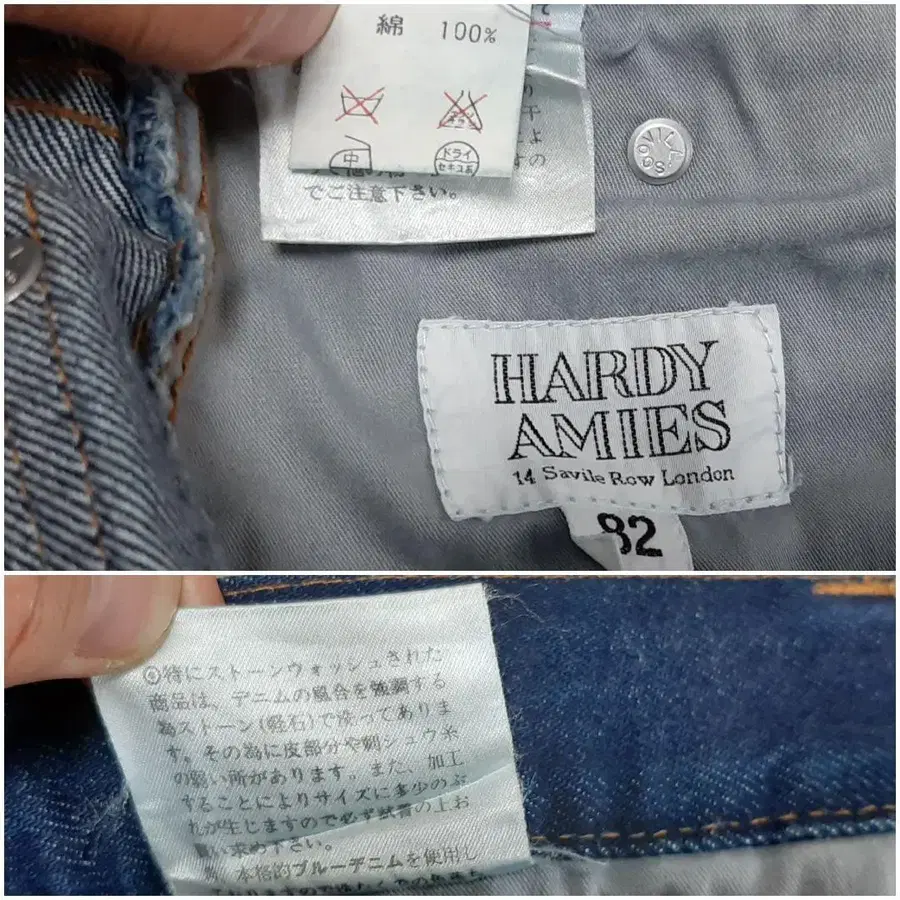 綿 100%
中
ドライ
セキユ系
でご注意下さい。
HARDY
AMIES
14 Savile Row London
82
◎特にストーンウォッシュされた
商品は、デニムの風合を強調する
為ストーン(軽石)で洗ってありま
す。その為に皮部分や刺シュウ糸
の弱い所があります。また、加工
することによりサイズに多少のぶ
れが生じますので必ず試着の上お
買い求め下さい。
本格的ブルーデニムを使用し